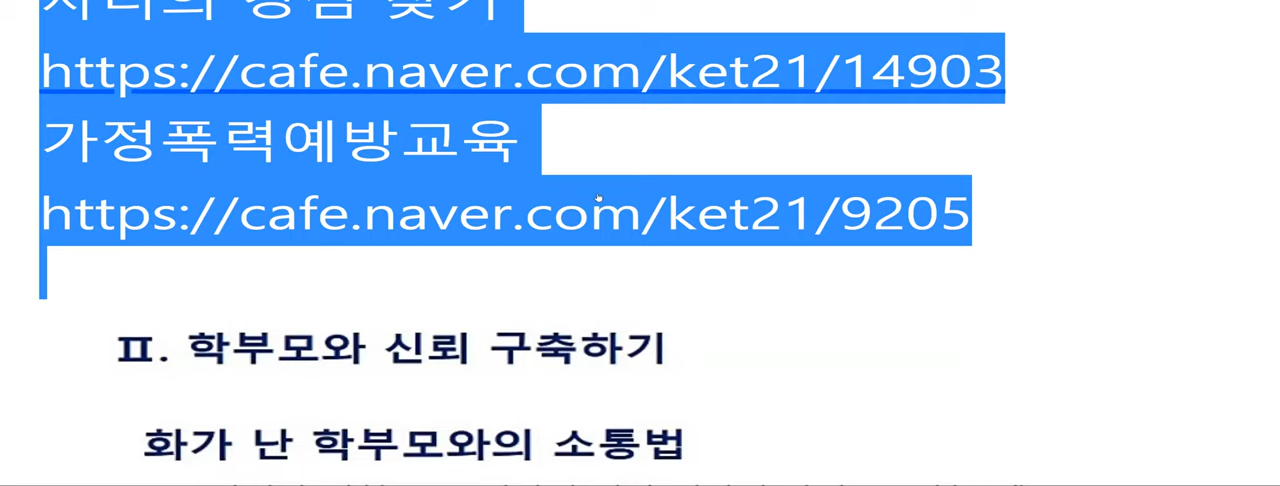 https://cafe.naver.com/ket21/14903
가정폭력예방교육
https://cafe.naver.com/ket21/9205
Ⅱ. 학부모와 신뢰 구축하기
화가 난 학부모와의 소통법